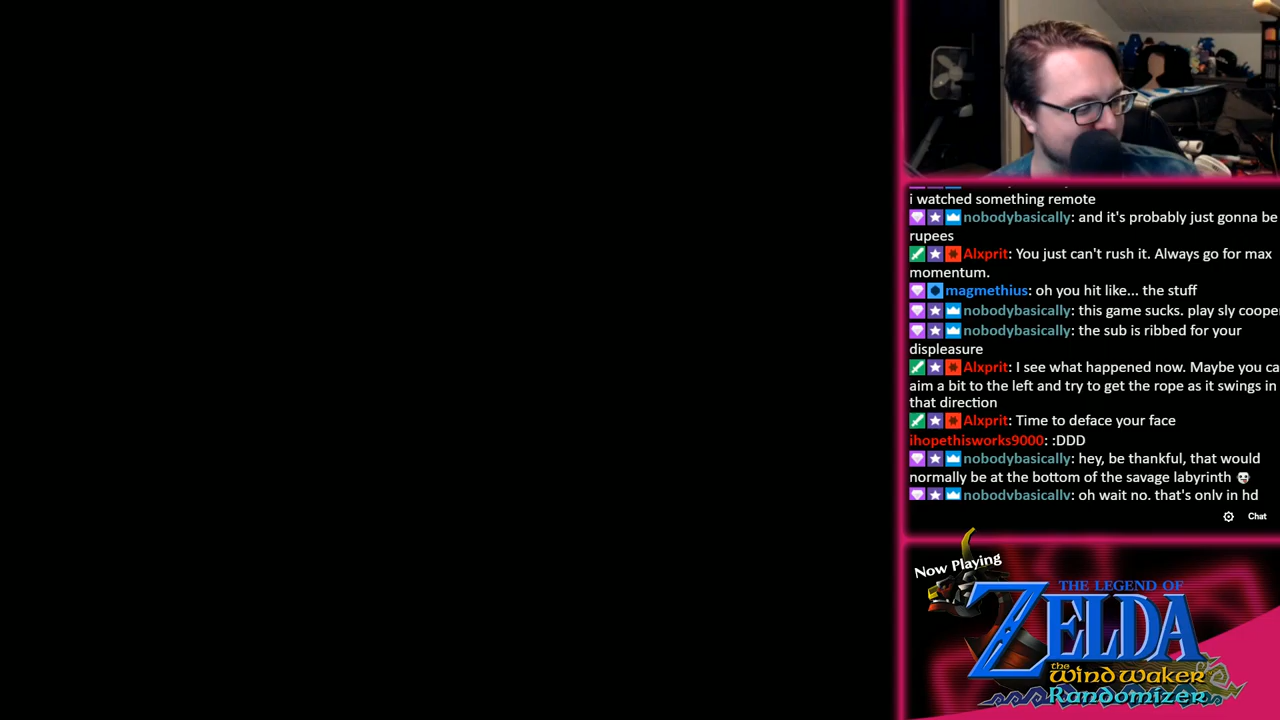 i watched something remote
nobodybasically: and it's probably just gonna be
rupees
Alxprit: You just can't rush it. Always go for max
momentum.
magmethius: oh you hit like... the stuff
nobodybasically: this game sucks. play sly cooper
nobodybasically: the sub is ribbed for your
displeasure
Alxprit: I see what happened now. Maybe you ca
aim a bit to the left and try to get the rope as it swings in
that direction
Alxprit: Time to deface your face
ihopethisworks9000: :DDD
nobodybasically: hey, be thankful, that would
normally be at the bottom of the savage labyrinth
nobodybasically: oh wait no. that's only in hd
Chat
Now Playing
THE LEGEND OF
ZELDA
the
Wind Waker
Randomizer